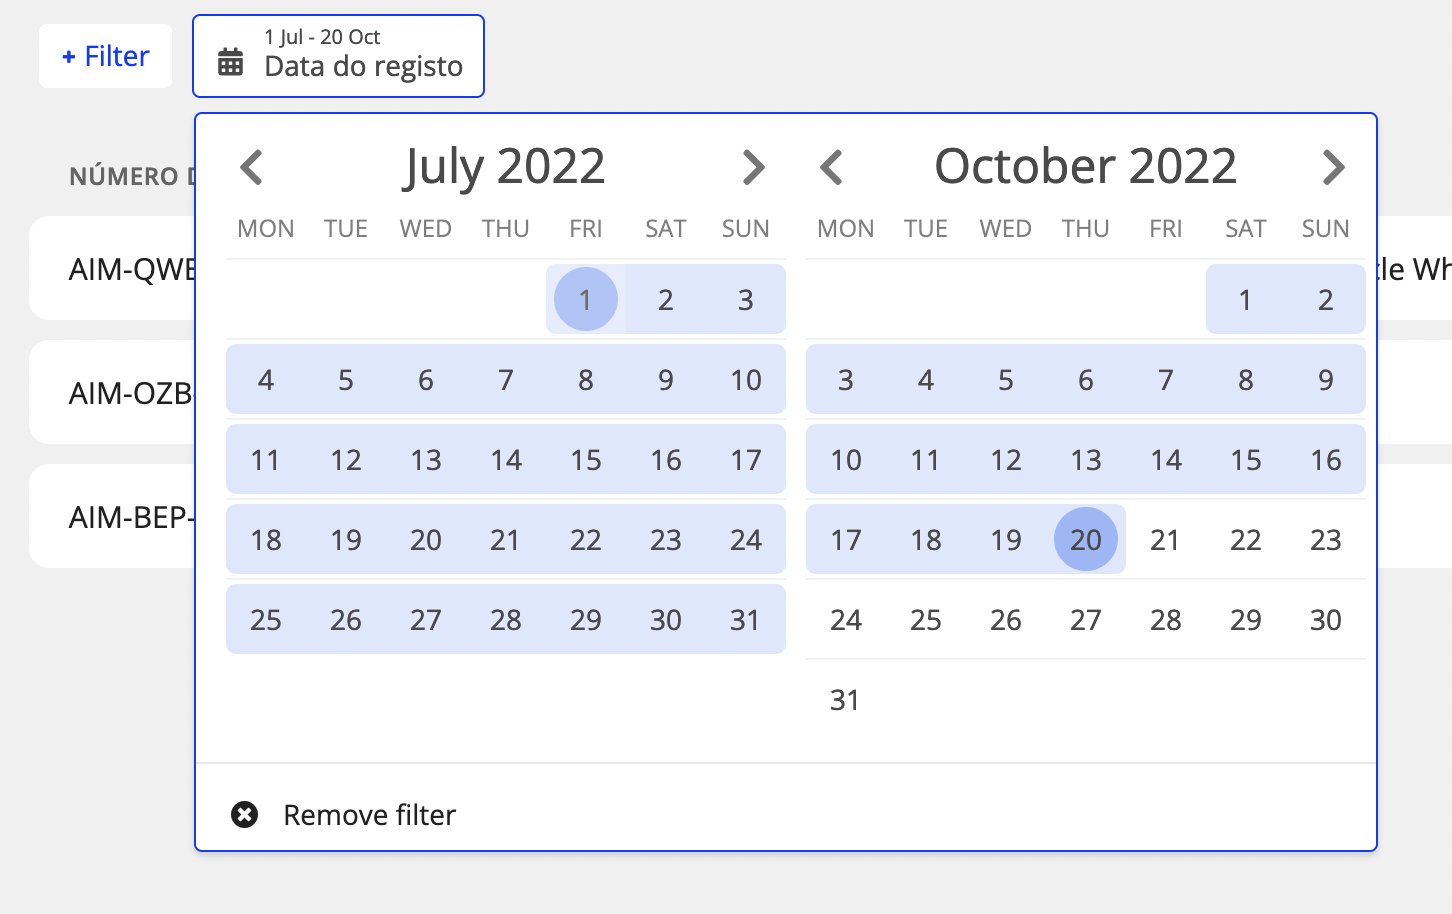 + Filter
1 Jul - 20 Oct
Data do registo
NÚMERO
July 2022
October 2022
MON TUE WED THU FRI SAT SUN
MON TUE WED THU FRI SAT SUN
1 2 3
1 2
4 5 6 7 8 9 10
3 4 5 6 7 8 9
11 12 13 14 15 16 17
10 11 12 13 14 15 16
18 19 20 21 22 23 24
17 18 19 20 21 22 23
25 26 27 28 29 30 31
24 25 26 27 28 29 30
31
AIM-QWE
AIM-OZB-
AIM-BEP-
Remove filter